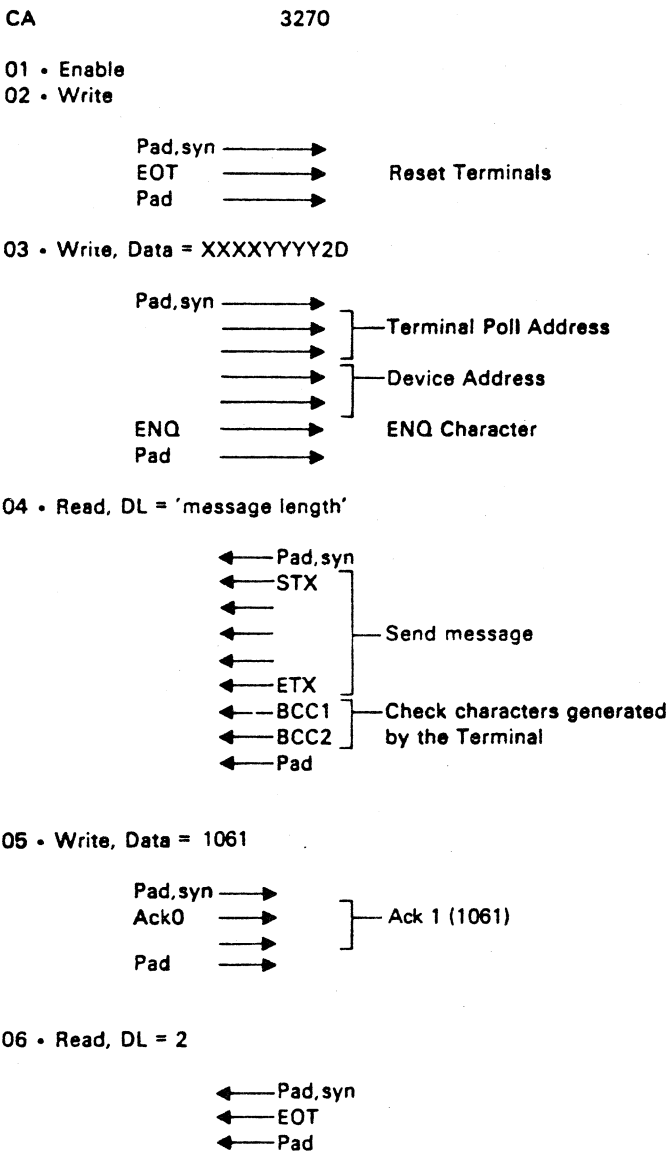 CA 3270
01 • Enable
02 • Write
Pad,syn
EOT Reset Terminals
Pad
03 • Write, Data = XXXXYYYY2D
Pad,syn
Terminal Poll Address
Device Address
ENQ ENQ Character
Pad
04 • Read, DL = 'message length'
Pad,syn
STX
Send message
ETX
BCC1 Check characters generated
BCC2 by the Terminal
Pad
05 • Write, Data = 1061
Pad,syn
Ack0 Ack 1 (1061)
Pad
06 • Read, DL = 2
Pad,syn
EOT
Pad